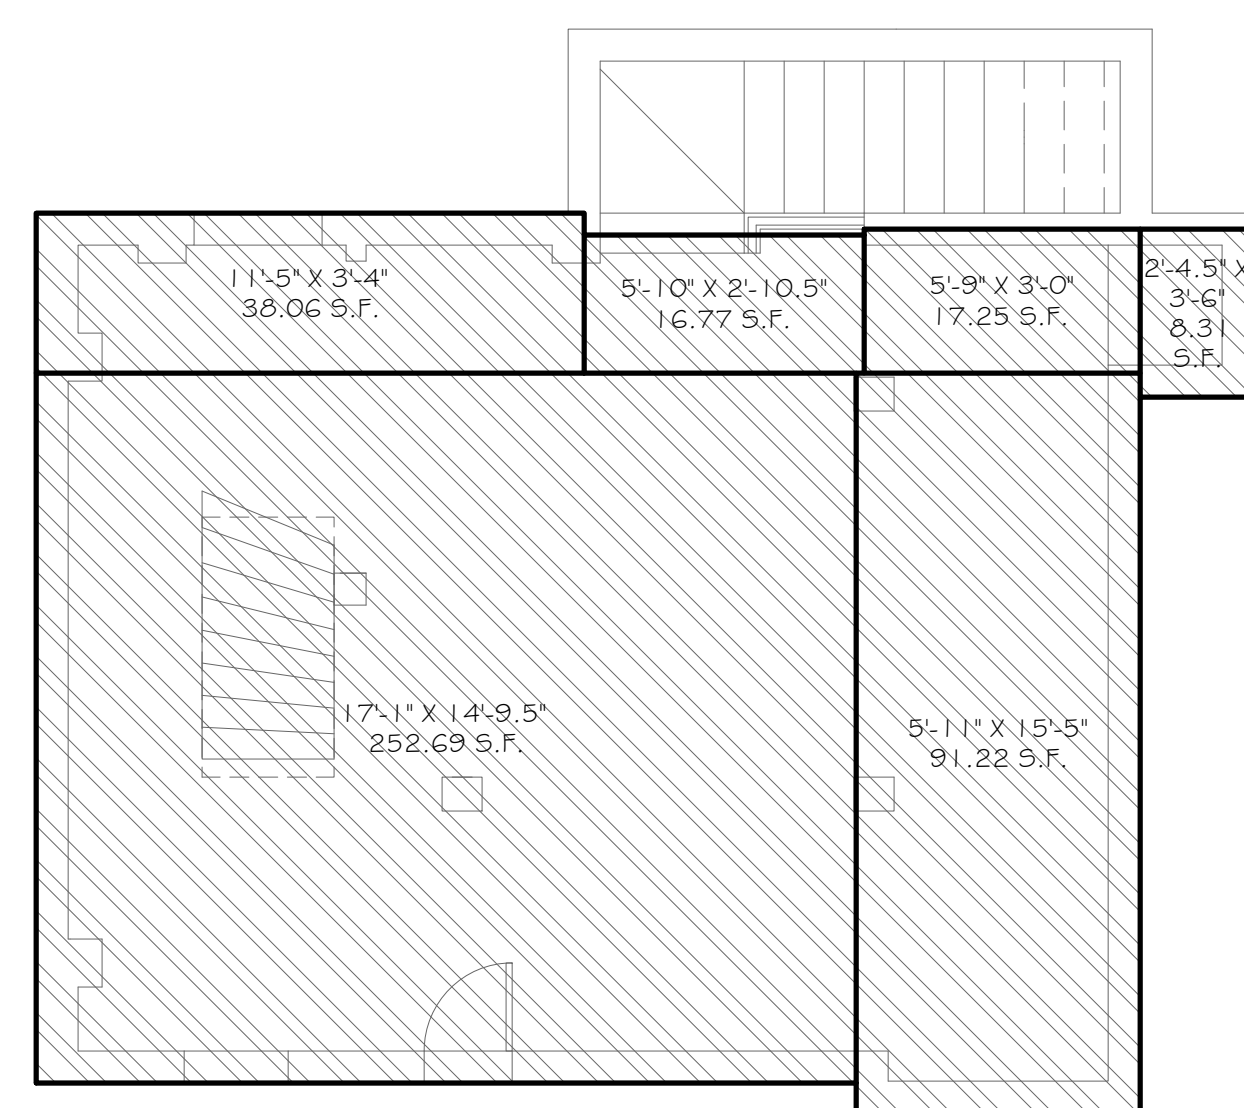 11'-5" X 3'-4"
38.06 S.F.
5'-10" X 2'-10.5"
16.77 S.F.
5'-9" X 3'-0"
17.25 S.F.
2'-4.5" X
3'-6"
8.31
S.F.
17'-1" X 14'-9.5"
252.69 S.F.
5'-11" X 15'-5"
91.22 S.F.